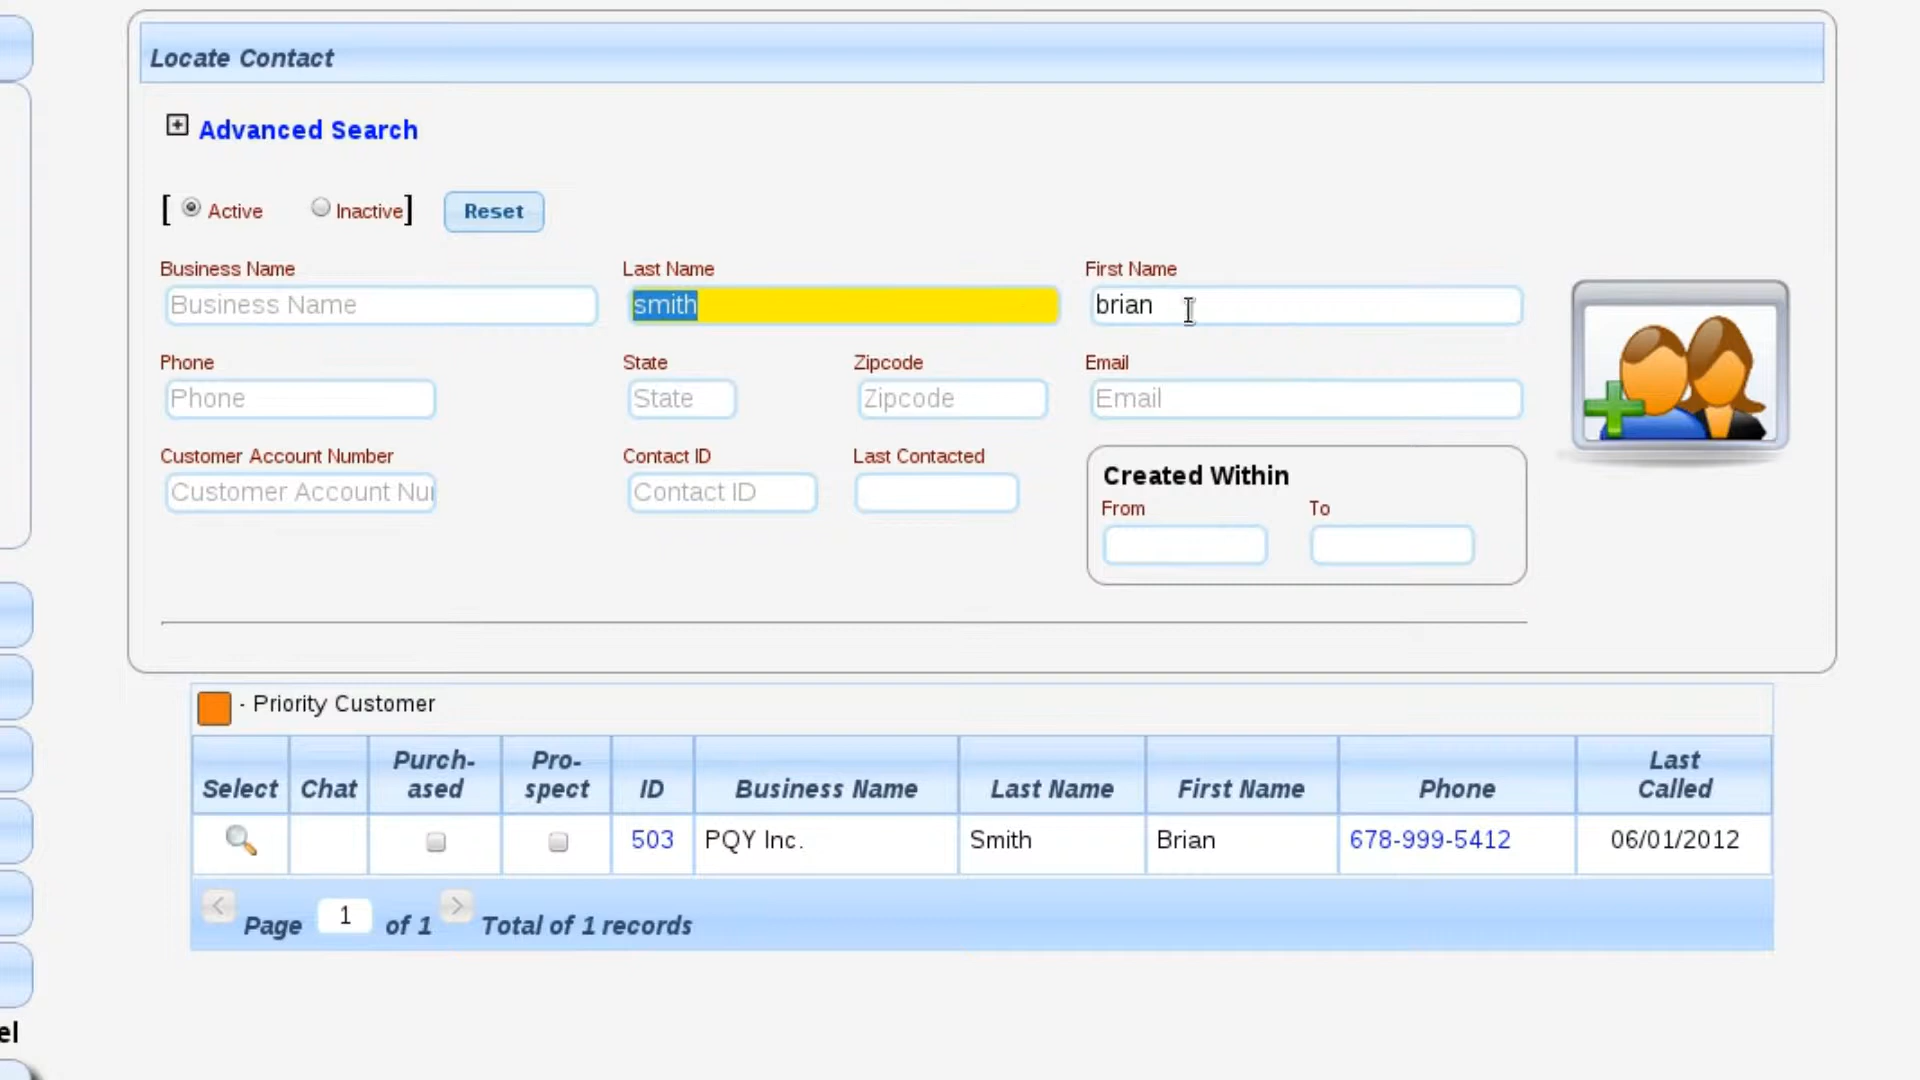 Locate Contact
Advanced Search
[ Active Inactive] Reset
Business Name Last Name First Name
Business Name smith brian
Phone State Zipcode Email
Phone State Zipcode Email
Customer Account Number Contact ID Last Contacted
Customer Account Nu Contact ID
Created Within
From To
- Priority Customer
Select Chat Purch-ased Pro-spect ID Business Name Last Name First Name Phone Last Called
503 PQY Inc. Smith Brian 678-999-5412 06/01/2012
< Page 1 of 1 > Total of 1 records
el